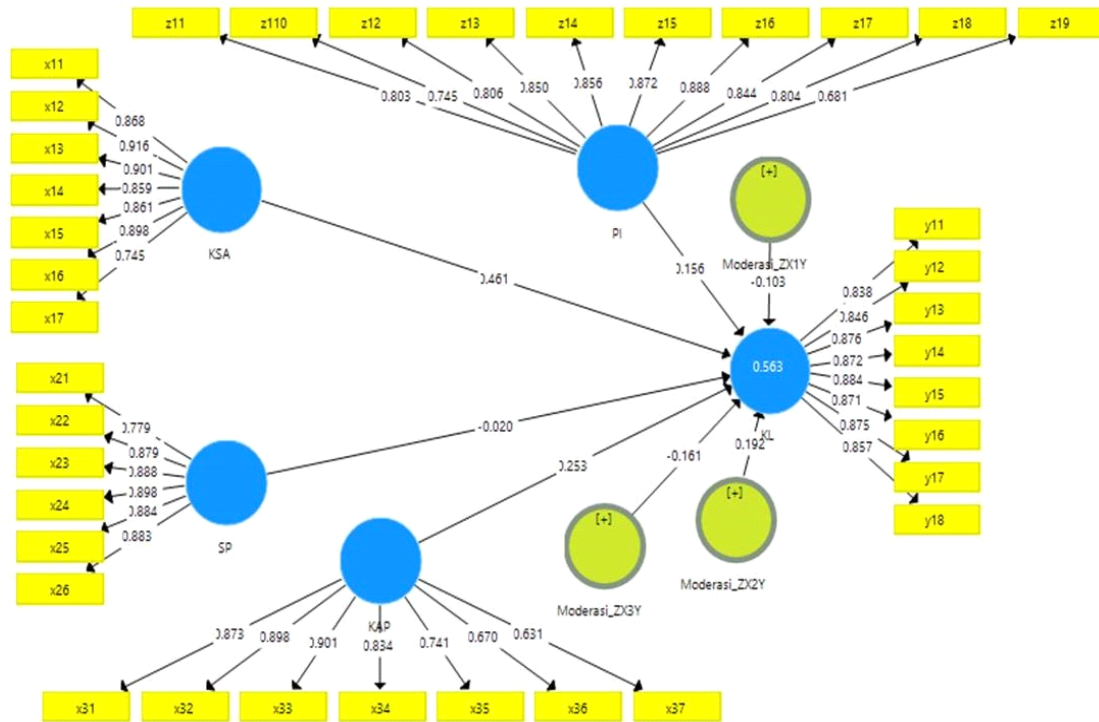 z11
z110
z12
z13
z14
z15
z16
z17
z18
z19
0.803
0.745
0.806
0.850
0.856
0.872
0.888
0.844
0.804
0.681
PI
x11
x12
x13
x14
x15
x16
x17
0.868
0.916
0.901
0.859
0.861
0.898
0.745
KSA
0.461
0.156
[+]
Moderasi_ZX1Y
-0.103
y11
y12
y13
y14
y15
y16
y17
y18
0.838
0.846
0.876
0.872
0.884
0.871
0.875
0.857
0.563
KL
x21
x22
x23
x24
x25
x26
0.779
0.879
0.888
0.898
0.884
0.883
SP
-0.020
0.253
-0.161
0.192
[+]
Moderasi_ZX3Y
[+]
Moderasi_ZX2Y
KAP
0.873
0.898
0.901
0.834
0.741
0.670
0.631
x31
x32
x33
x34
x35
x36
x37